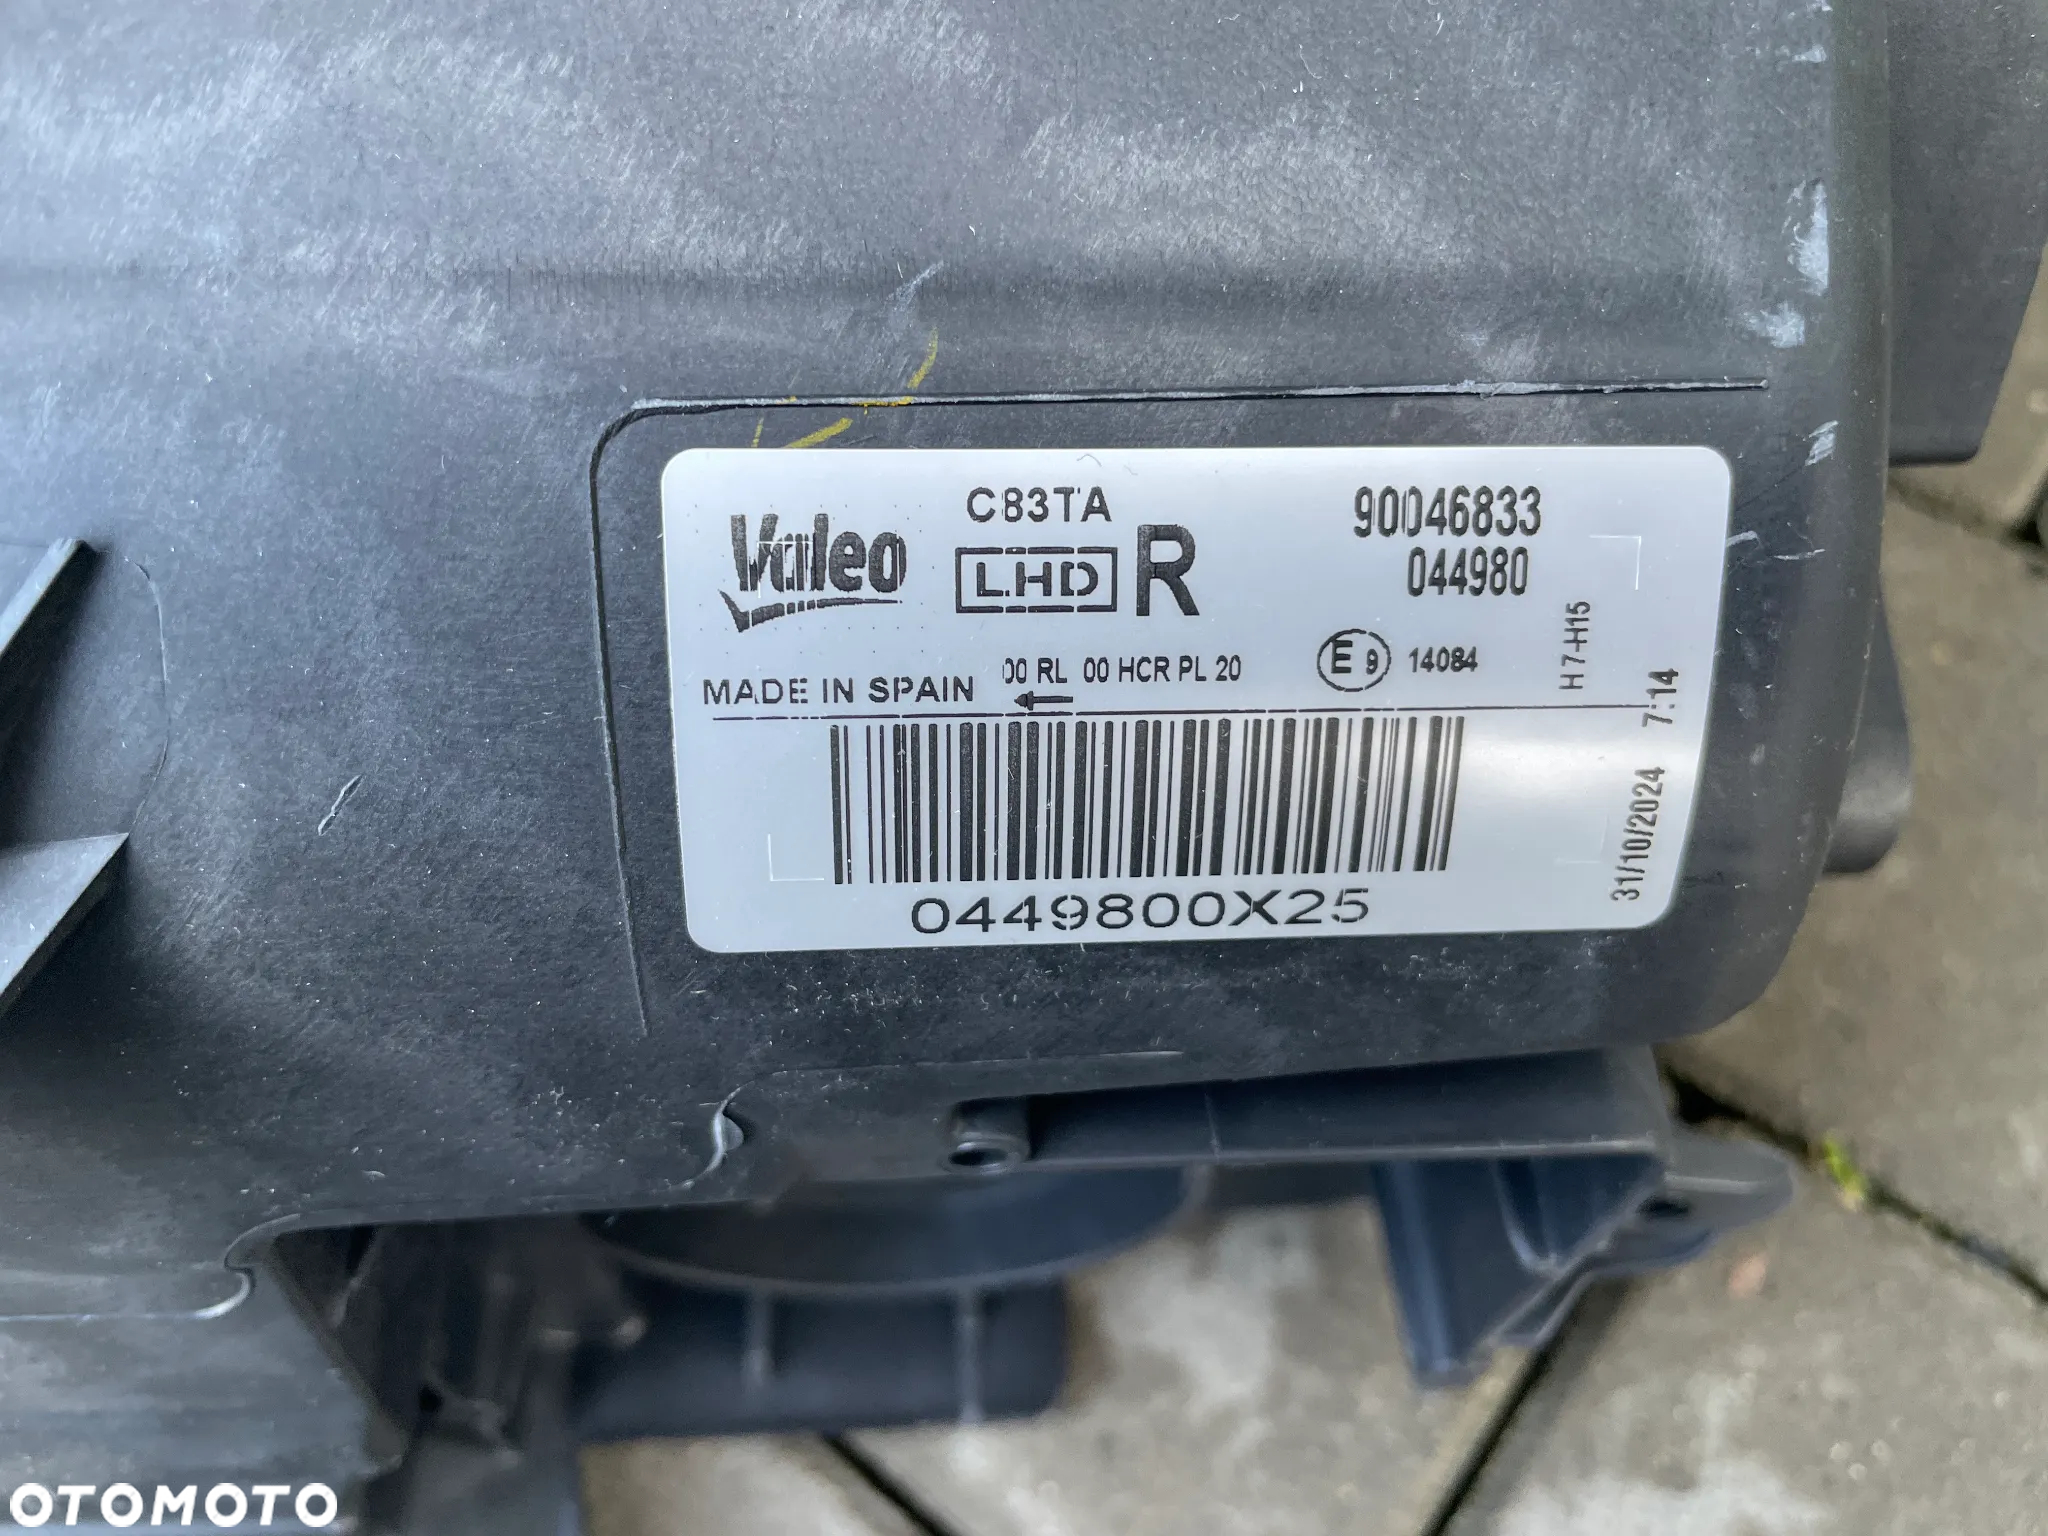 Valeo
C83TA
LHD R
90046833
044980
MADE IN SPAIN
00 RL 00 HCR PL 20
E 9 14084
H7-H15
31/10/2024 7:14
0449800X25
OTOMOTO